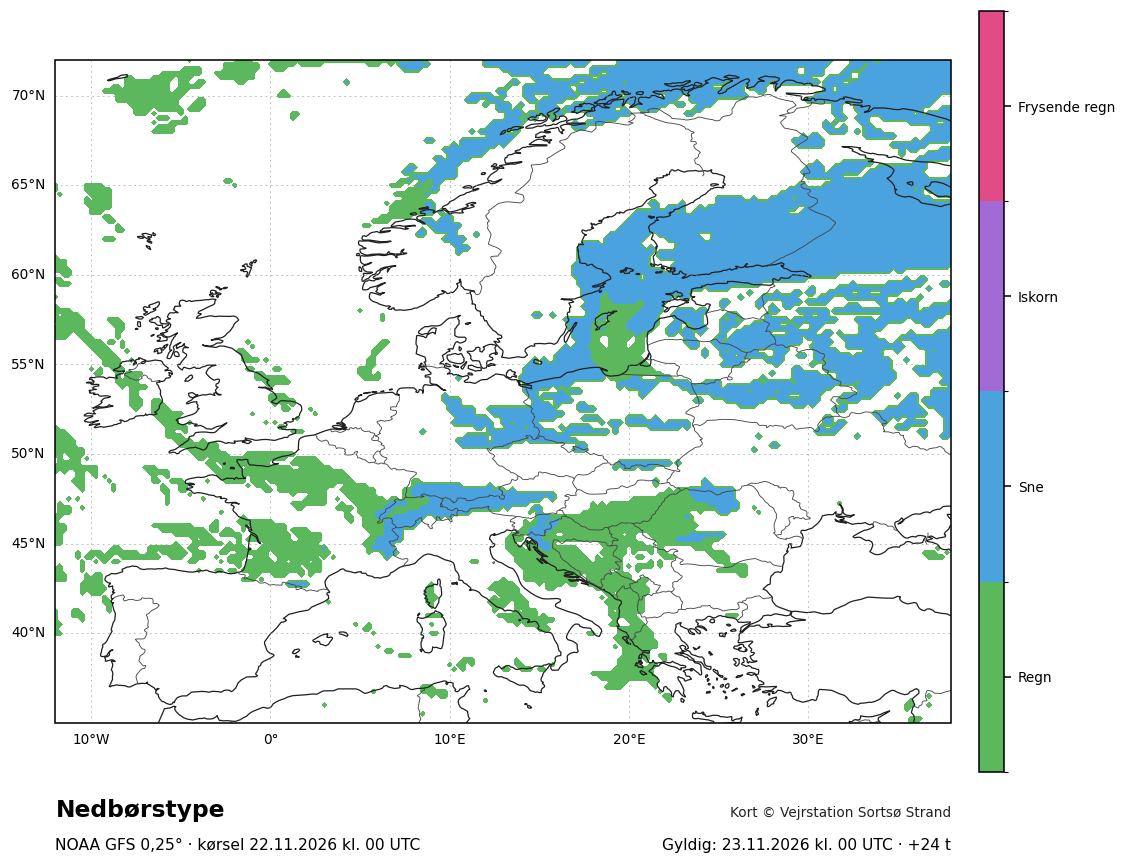 70°N
65°N
60°N
55°N
50°N
45°N
40°N
10°W
0°
10°E
20°E
30°E
Frysende regn
Iskorn
Sne
Regn
Nedbørstype
Kort © Vejrstation Sortsø Strand
NOAA GFS 0,25° · kørsel 22.11.2026 kl. 00 UTC
Gyldig: 23.11.2026 kl. 00 UTC · +24 t